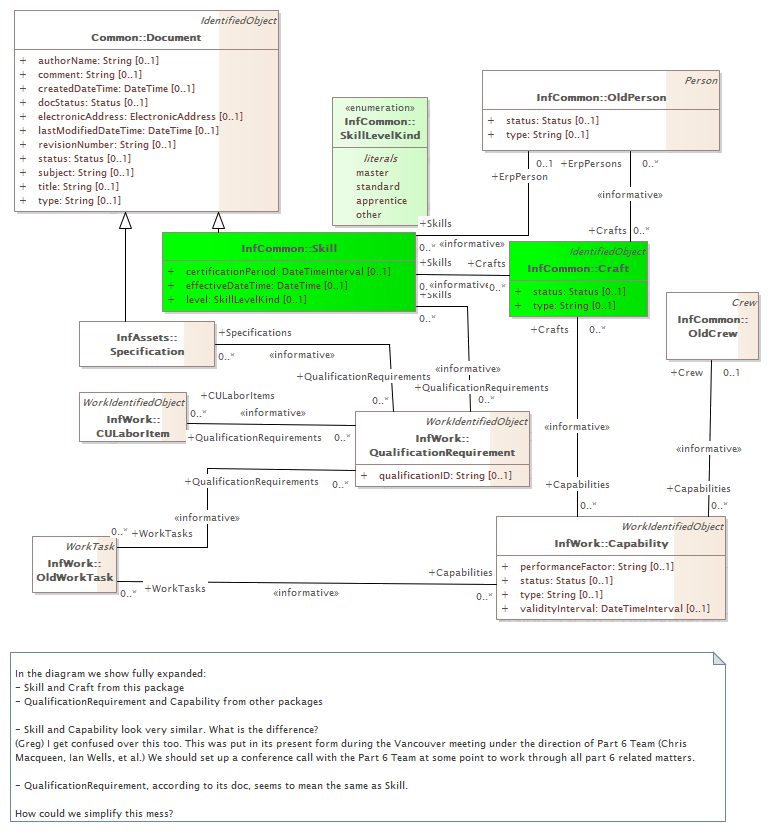 IdentifiedObject
Common::Document
+ authorName: String [0..1]
+ comment: String [0..1]
+ createdDateTime: DateTime [0..1]
+ docStatus: Status [0..1]
+ electronicAddress: ElectronicAddress [0..1]
+ lastModifiedDateTime: DateTime [0..1]
+ revisionNumber: String [0..1]
+ status: Status [0..1]
+ subject: String [0..1]
+ title: String [0..1]
+ type: String [0..1]
«enumeration»
InfCommon::
SkillLevelKind
literals
master
standard
apprentice
other
Person
InfCommon::OldPerson
+ status: Status [0..1]
+ type: String [0..1]
0..1 +ErpPersons 0..*
+ErpPerson
«informative»
+Crafts 0..*
+Skills
0..* «informative»
InfCommon::Skill
+ certificationPeriod: DateTimeInterval [0..1]
+ effectiveDateTime: DateTime [0..1]
+ level: SkillLevelKind [0..1]
+Skills +Crafts
0..* «informative» 0..*
+Skills
0..*
IdentifiedObject
InfCommon::Craft
+ status: Status [0..1]
+ type: String [0..1]
+Crafts 0..*
Crew
InfCommon::
OldCrew
+Crew 0..1
InfAssets::
Specification
+Specifications
0..* «informative»
+QualificationRequirements
0..*
«informative»
+QualificationRequirements
0..*
WorkIdentifiedObject
InfWork::
CULaborItem
+CULaborItems
0..* «informative»
+QualificationRequirements 0..*
WorkIdentifiedObject
InfWork::
QualificationRequirement
+ qualificationID: String [0..1]
+QualificationRequirements 0..*
«informative»
0..* +WorkTasks
«informative»
+Capabilities
0..*
«informative»
+Capabilities
0..*
WorkTask
InfWork::
OldWorkTask
0..* +WorkTasks
«informative»
+Capabilities
0..*
WorkIdentifiedObject
InfWork::Capability
+ performanceFactor: String [0..1]
+ status: Status [0..1]
+ type: String [0..1]
+ validityInterval: DateTimeInterval [0..1]
In the diagram we show fully expanded:
- Skill and Craft from this package
- QualificationRequirement and Capability from other packages
- Skill and Capability look very similar. What is the difference?
(Greg) I get confused over this too. This was put in its present form during the Vancouver meeting under the direction of Part 6 Team (Chris
Macqueen, Ian Wells, et al.) We should set up a conference call with the Part 6 Team at some point to work through all part 6 related matters.
- QualificationRequirement, according to its doc, seems to mean the same as Skill.
How could we simplify this mess?